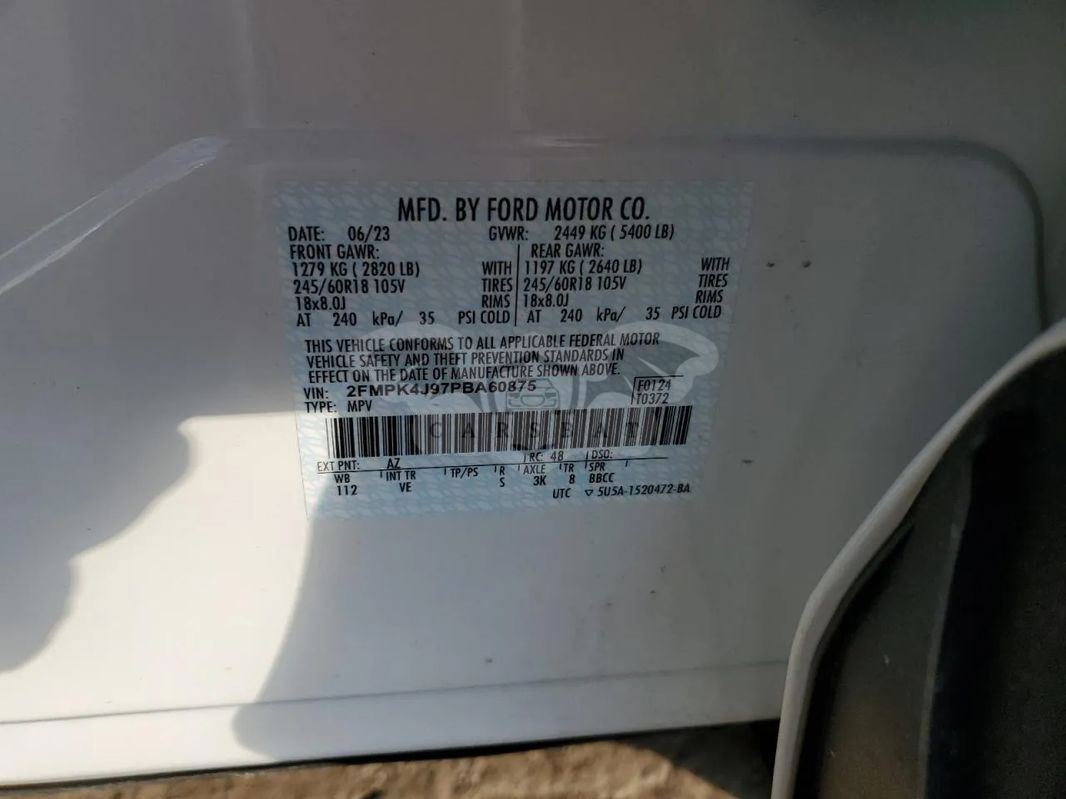 MFD. BY FORD MOTOR CO.
DATE: 06/23 GVWR: 2449 KG ( 5400 LB)
FRONT GAWR: REAR GAWR:
1279 KG ( 2820 LB) WITH 1197 KG ( 2640 LB) WITH
245/60R18 105V TIRES 245/60R18 105V TIRES
18x8.0J RIMS 18x8.0J RIMS
AT 240 kPa/ 35 PSI COLD AT 240 kPa/ 35 PSI COLD
THIS VEHICLE CONFORMS TO ALL APPLICABLE FEDERAL MOTOR
VEHICLE SAFETY AND THEFT PREVENTION STANDARDS IN
EFFECT ON THE DATE OF MANUFACTURE SHOWN ABOVE.
VIN: 2FMPK4J97PBA60875 F0124
TYPE: MPV T0372
CARSBAT
EXT PNT: AZ RC: 48 DSO:
WB INT TR TP/PS R AXLE TR SPR
112 VE S 3K 8 BBCC
UTC ▽ 5U5A-1520472-BA